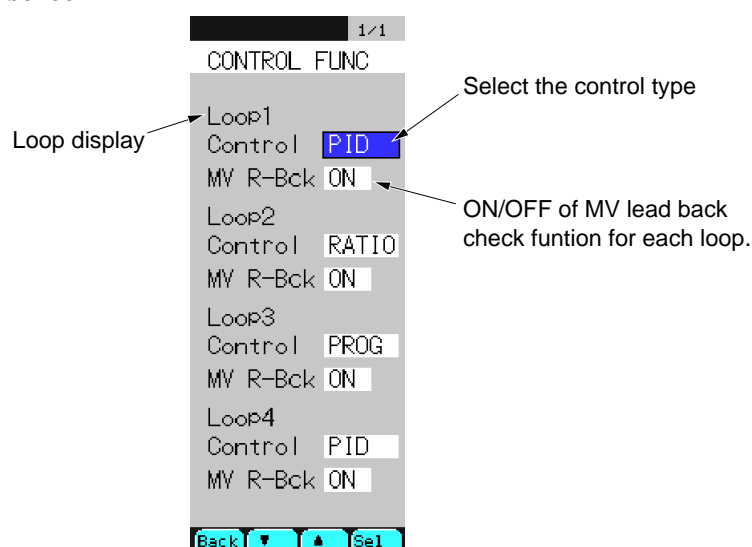 1/1
CONTROL FUNC
Select the control type
Loop1
Loop display
Control PID
MV R-Bck ON
ON/OFF of MV lead back
check funtion for each loop.
Loop2
Control RATIO
MV R-Bck ON
Loop3
Control PROG
MV R-Bck ON
Loop4
Control PID
MV R-Bck ON
Back ▼ ▲ Sel